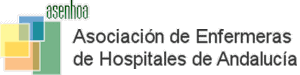 asenhoa
Asociación de Enfermeras
de Hospitales de Andalucía